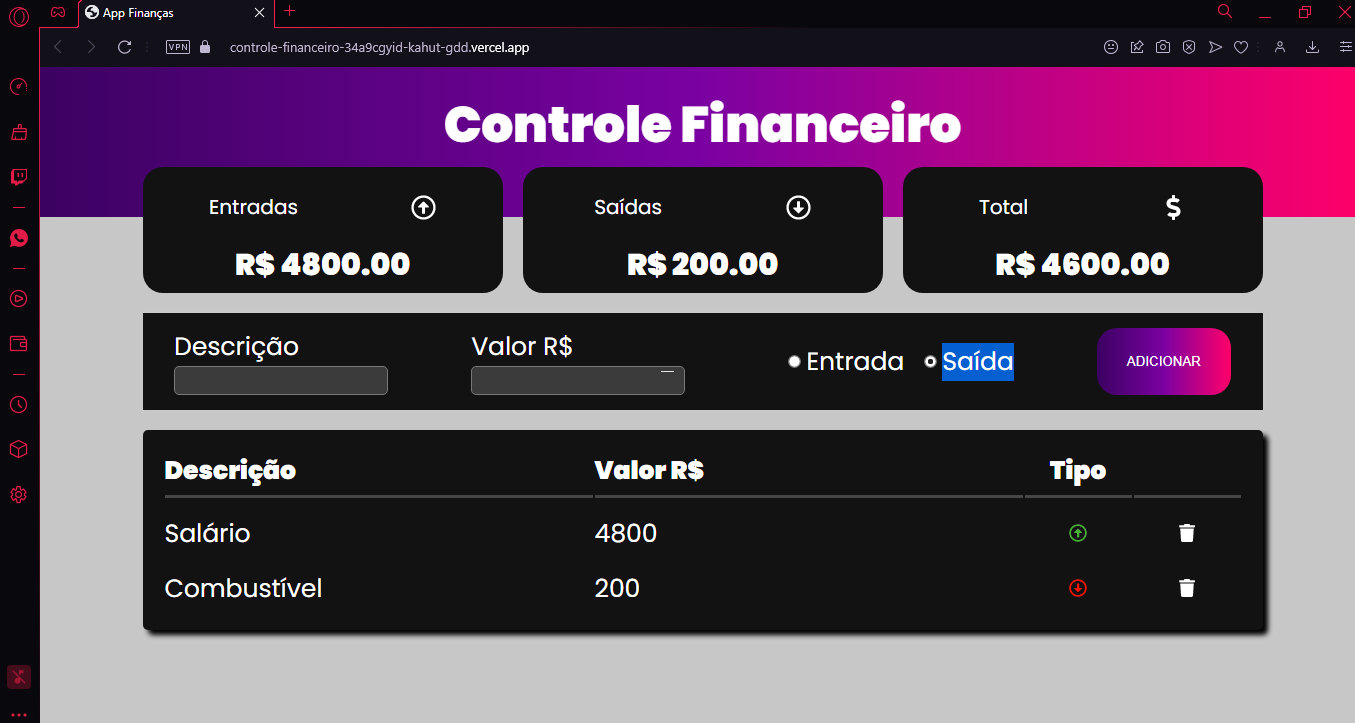 App Finanças
VPN
controle-financeiro-34a9cgyid-kahut-gdd.vercel.app
Controle Financeiro
Entradas
R$ 4800.00
Saídas
R$ 200.00
Total
$
R$ 4600.00
Descrição
Valor R$
Entrada
Saída
ADICIONAR
Descrição Valor R$ Tipo
Salário 4800
Combustível 200